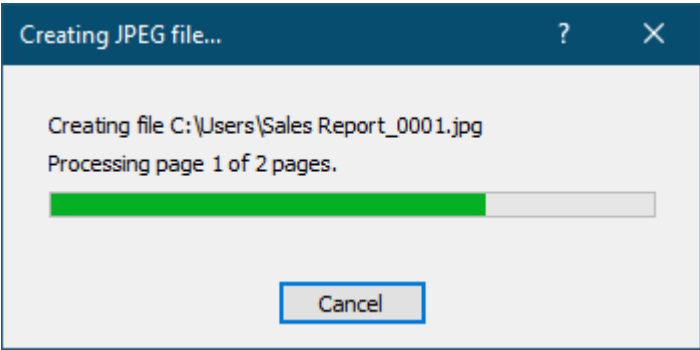 Creating JPEG file...
?
Creating file C:\Users\Sales Report_0001.jpg
Processing page 1 of 2 pages.
Cancel